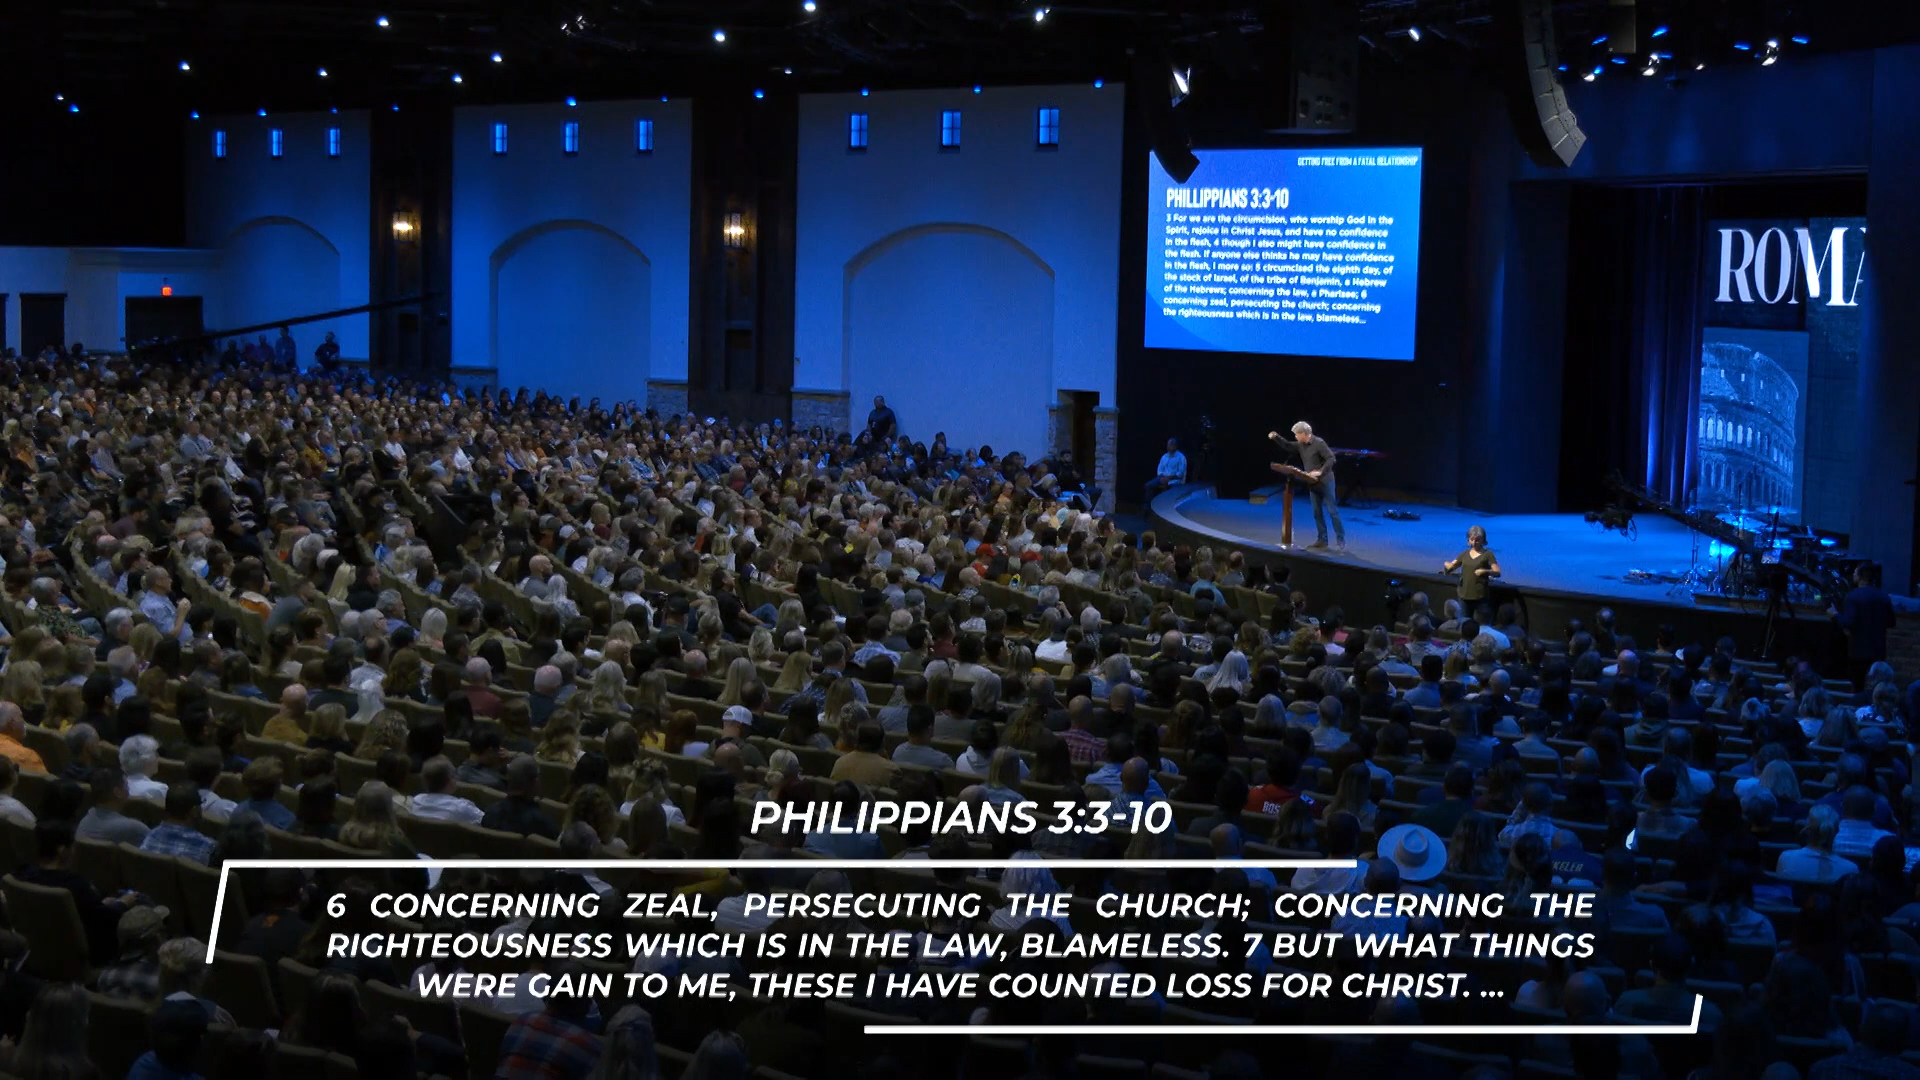 GETTING FREE FROM A FATAL RELATIONSHIP
PHILLIPPIANS 3:3-10
3 For we are the circumcision, who worship God in the
Spirit, rejoice in Christ Jesus, and have no confidence
in the flesh, 4 though I also might have confidence in
the flesh. If anyone else thinks he may have confidence
in the flesh, I more so: 5 circumcised the eighth day, of
the stock of Israel, of the tribe of Benjamin, a Hebrew
of the Hebrews; concerning the law, a Pharisee; 6
concerning zeal, persecuting the church; concerning
the righteousness which is in the law, blameless...
ROMA
BOS
KELER
PHILIPPIANS 3:3-10
6 CONCERNING ZEAL, PERSECUTING THE CHURCH; CONCERNING THE
RIGHTEOUSNESS WHICH IS IN THE LAW, BLAMELESS. 7 BUT WHAT THINGS
WERE GAIN TO ME, THESE I HAVE COUNTED LOSS FOR CHRIST. ...